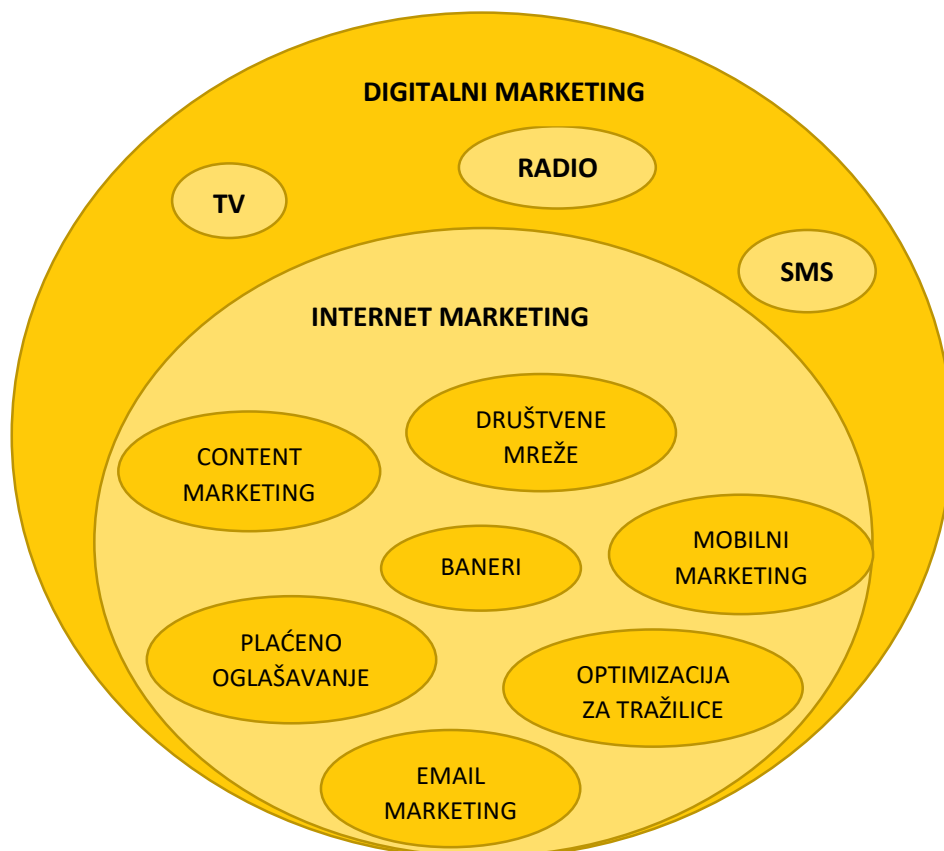 DIGITALNI MARKETING
RADIO
TV
SMS
INTERNET MARKETING
DRUŠTVENE
MREŽE
CONTENT
MARKETING
MOBILNI
MARKETING
BANERI
PLAĆENO
OGLAŠAVANJE
OPTIMIZACIJA
ZA TRAŽILICE
EMAIL
MARKETING